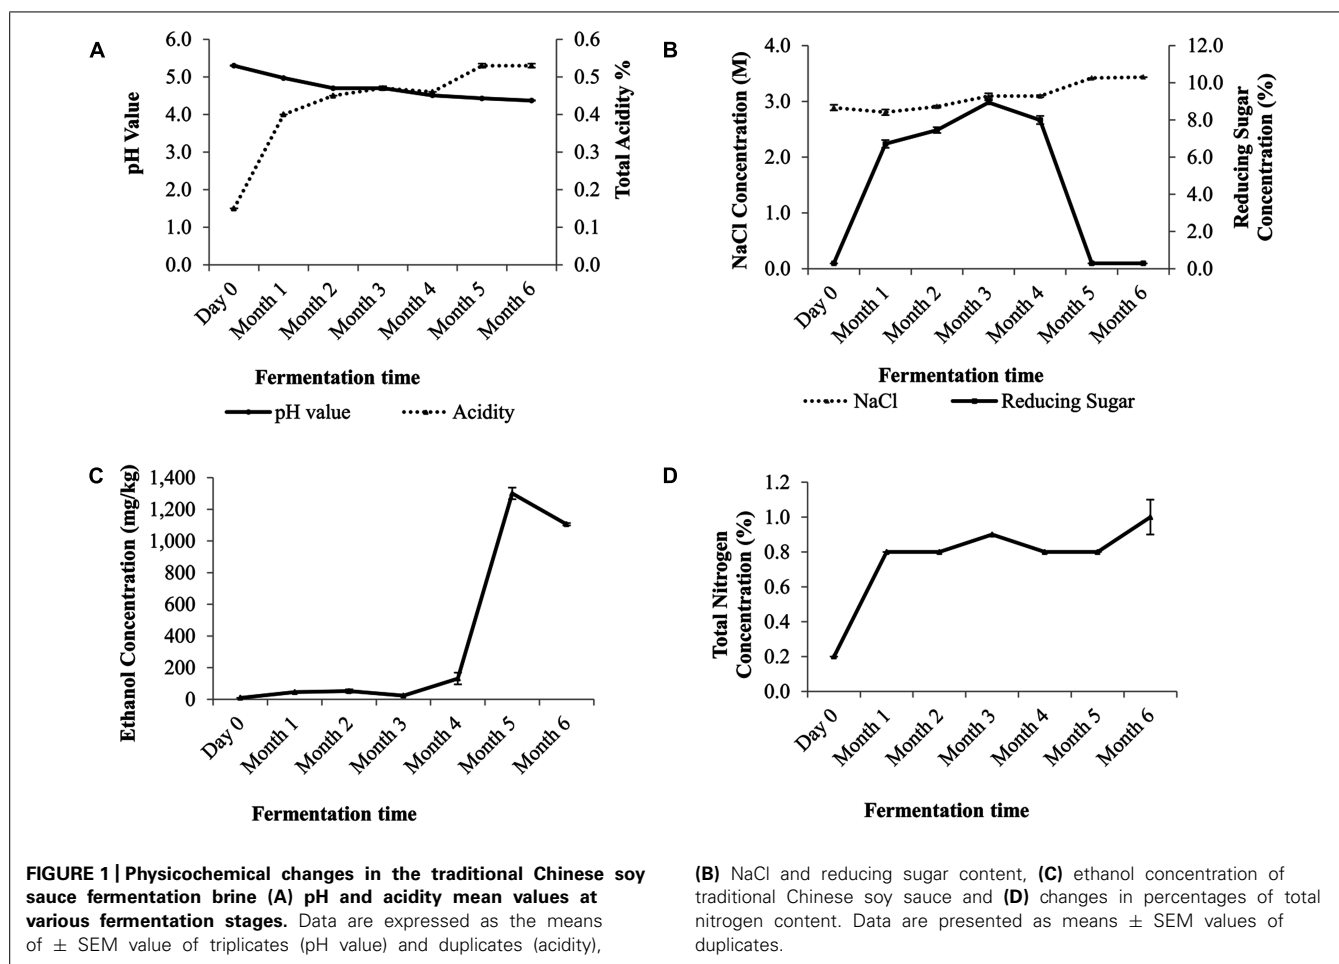 A
6.0
5.0
4.0
3.0
2.0
1.0
0.0
pH Value
0.6
0.5
0.4
0.3
0.2
0.1
0.0
Total Acidity %
Day 0
Month 1
Month 2
Month 3
Month 4
Month 5
Month 6
Fermentation time
pH value
Acidity
B
4.0
3.0
2.0
1.0
0.0
NaCl Concentration (M)
12.0
10.0
8.0
6.0
4.0
2.0
0.0
Reducing Sugar
Concentration (%)
Day 0
Month 1
Month 2
Month 3
Month 4
Month 5
Month 6
Fermentation time
NaCl
Reducing Sugar
C
1,400
1,200
1,000
800
600
400
200
0
Ethanol Concentration (mg/kg)
Day 0
Month 1
Month 2
Month 3
Month 4
Month 5
Month 6
Fermentation time
D
1.2
1.0
0.8
0.6
0.4
0.2
0.0
Total Nitrogen
Concentration (%)
Day 0
Month 1
Month 2
Month 3
Month 4
Month 5
Month 6
Fermentation time
FIGURE 1 | Physicochemical changes in the traditional Chinese soy
sauce fermentation brine (A) pH and acidity mean values at
various fermentation stages. Data are expressed as the means
of ± SEM value of triplicates (pH value) and duplicates (acidity),
(B) NaCl and reducing sugar content, (C) ethanol concentration of
traditional Chinese soy sauce and (D) changes in percentages of total
nitrogen content. Data are presented as means ± SEM values of
duplicates.